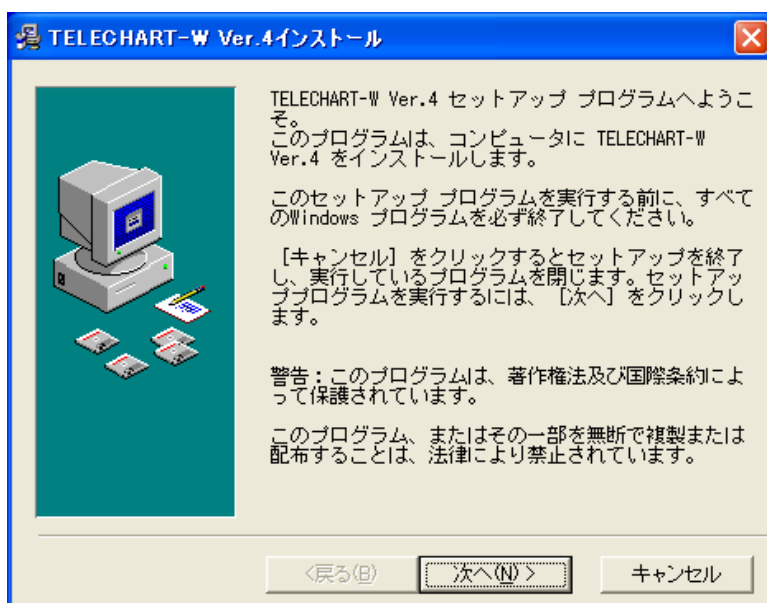 TELECHART-W Ver.4インストール
TELECHART-W Ver.4 セットアップ プログラムへようこ
そ。
このプログラムは、コンピュータに TELECHART-W
Ver.4 をインストールします。
このセットアップ プログラムを実行する前に、すべて
のWindows プログラムを必ず終了してください。
［キャンセル］をクリックするとセットアップを終了
し、実行しているプログラムを閉じます。セットアッ
ププログラムを実行するには、［次へ］をクリックし
ます。
警告：このプログラムは、著作権法及び国際条約によ
って保護されています。
このプログラム、またはその一部を無断で複製または
配布することは、法律により禁止されています。
<戻る(B)
次へ(N) >
キャンセル